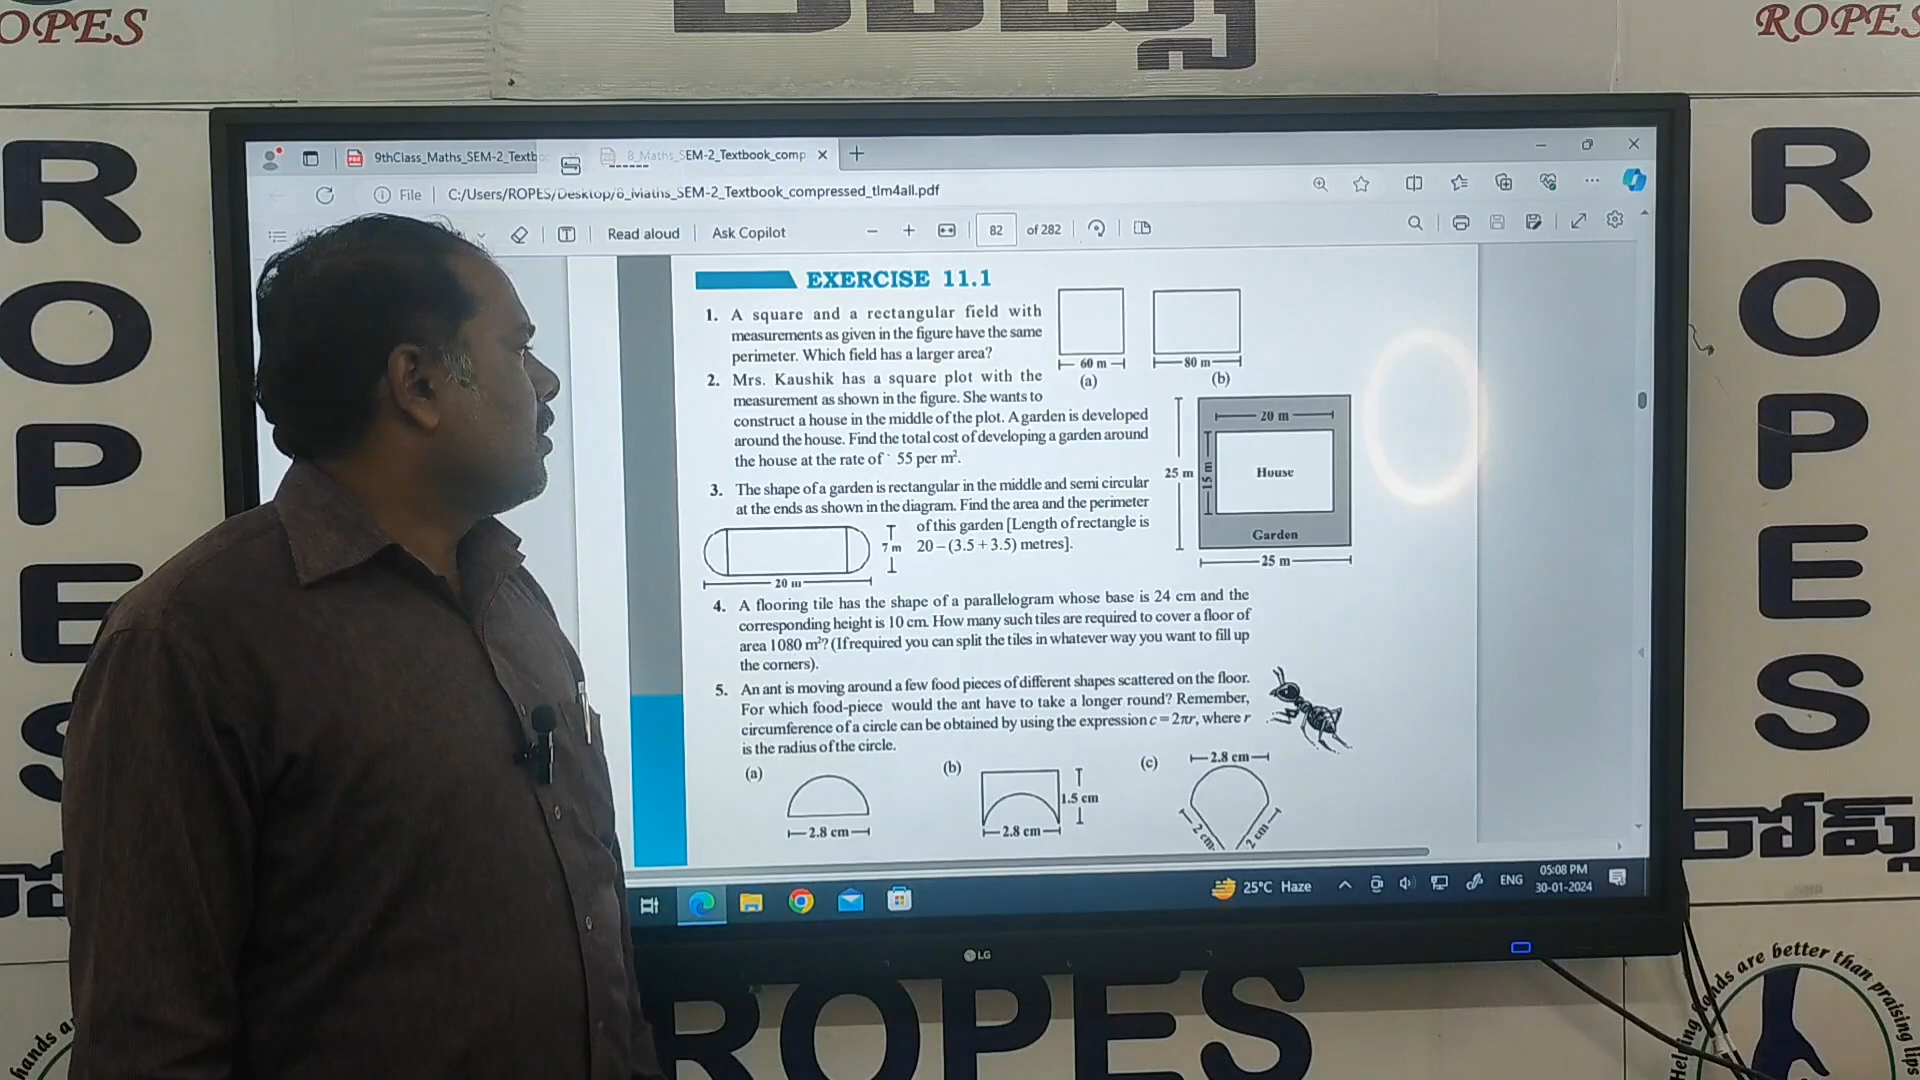 OPES
రోప్స్
ROPES
R
O
P
E
S
9thClass_Maths_SEM-2_Textb
8_Maths_SEM-2_Textbook_comp
File
C:/Users/ROPES/Desktop/8_Maths_SEM-2_Textbook_compressed_tlm4all.pdf
Read aloud
Ask Copilot
82
of 282
EXERCISE 11.1
1. A square and a rectangular field with
measurements as given in the figure have the same
perimeter. Which field has a larger area?
60 m
80 m
(a)
(b)
2. Mrs. Kaushik has a square plot with the
measurement as shown in the figure. She wants to
construct a house in the middle of the plot. A garden is developed
around the house. Find the total cost of developing a garden around
the house at the rate of ` 55 per m².
20 m
25 m
15 m
House
Garden
25 m
3. The shape of a garden is rectangular in the middle and semi circular
at the ends as shown in the diagram. Find the area and the perimeter
of this garden [Length of rectangle is
20 – (3.5 + 3.5) metres].
7 m
20 m
4. A flooring tile has the shape of a parallelogram whose base is 24 cm and the
corresponding height is 10 cm. How many such tiles are required to cover a floor of
area 1080 m²? (If required you can split the tiles in whatever way you want to fill up
the corners).
5. An ant is moving around a few food pieces of different shapes scattered on the floor.
For which food-piece would the ant have to take a longer round? Remember,
circumference of a circle can be obtained by using the expression c = 2πr, where r
is the radius of the circle.
(a)
2.8 cm
(b)
1.5 cm
2.8 cm
(c)
2.8 cm
2 cm
2 cm
25°C Haze
ENG
05:08 PM
30-01-2024
LG
R
O
P
E
S
రోప్స్
ROPES
hands a
Helping hands are better than praising lips